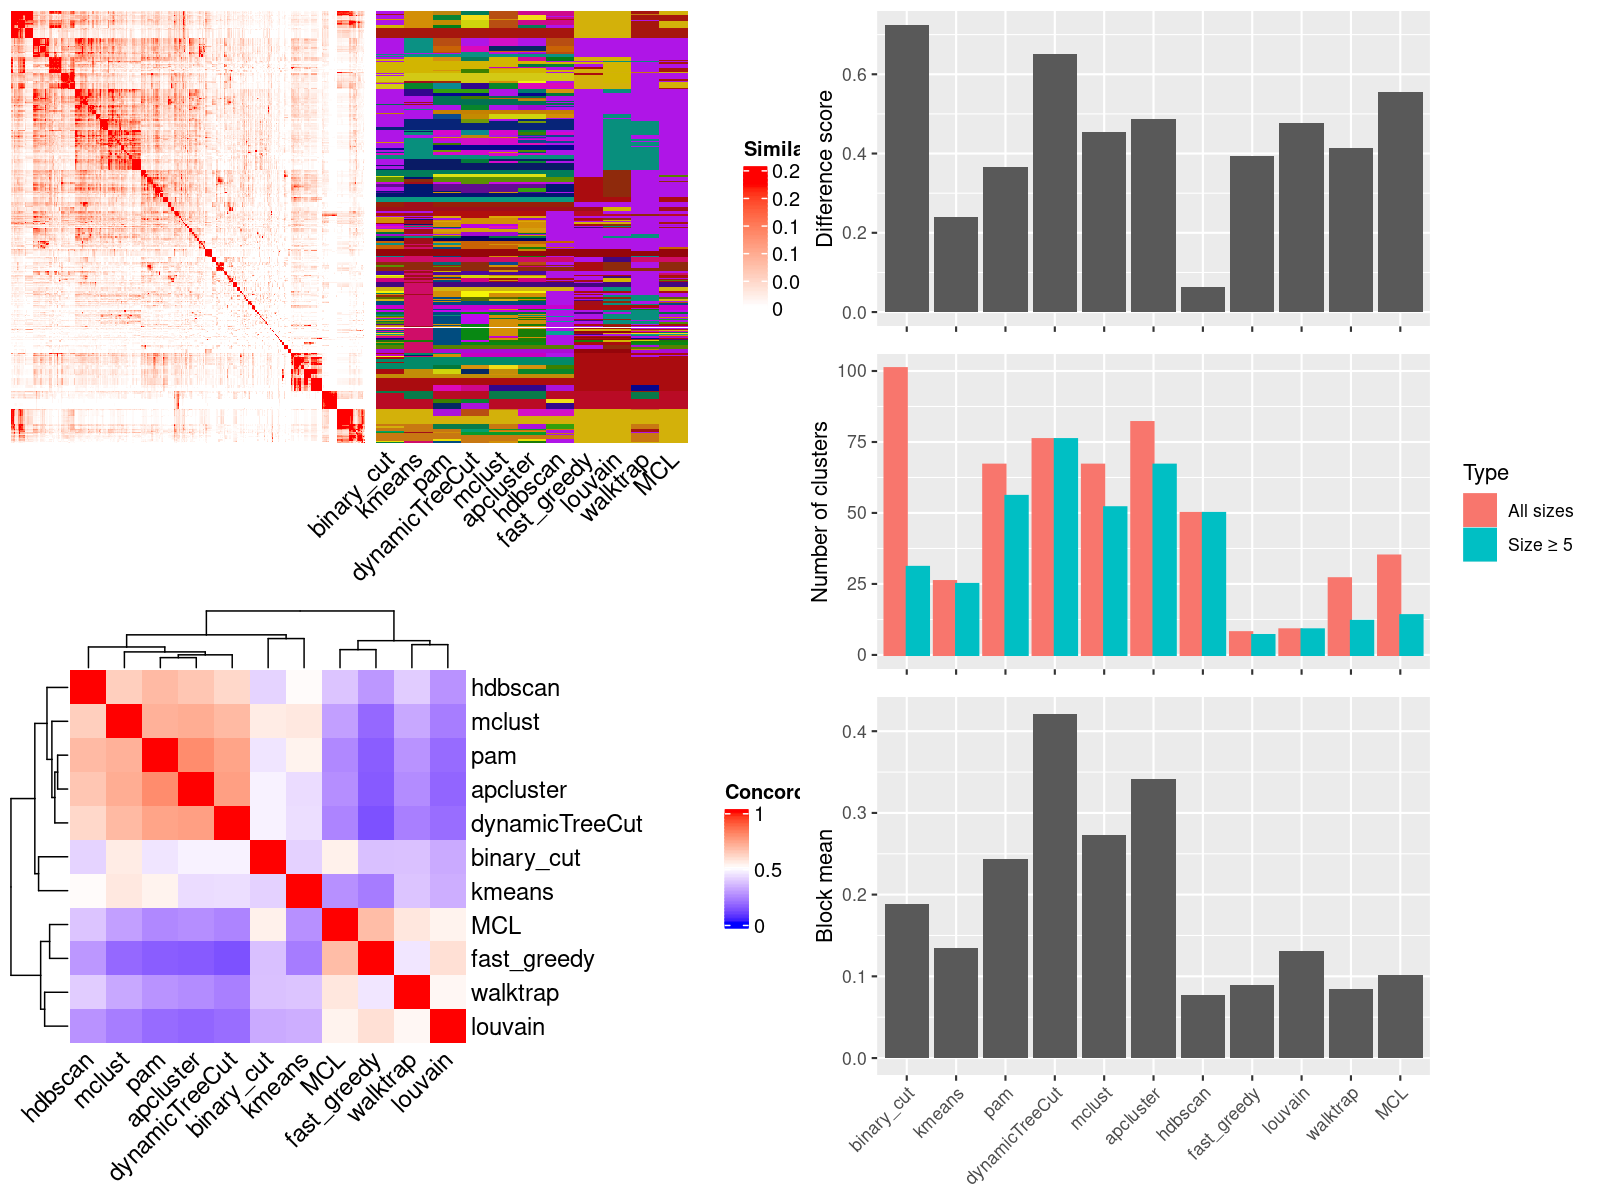 Simila
0.2
0.2
0.1
0.1
0.0
0
binary_cut
kmeans
pam
dynamicTreeCut
mclust
apcluster
hdbscan
fast_greedy
louvain
walktrap
MCL
hdbscan
mclust
pam
apcluster
dynamicTreeCut
binary_cut
kmeans
MCL
fast_greedy
walktrap
louvain
hdbscan
mclust
pam
apcluster
dynamicTreeCut
binary_cut
kmeans
MCL
fast_greedy
walktrap
louvain
Concord
1
0.5
0
Difference score
0.6
0.4
0.2
0.0
Number of clusters
100
75
50
25
0
Type
All sizes
Size ≥ 5
Block mean
0.4
0.3
0.2
0.1
0.0
binary_cut
kmeans
pam
dynamicTreeCut
mclust
apcluster
hdbscan
fast_greedy
louvain
walktrap
MCL